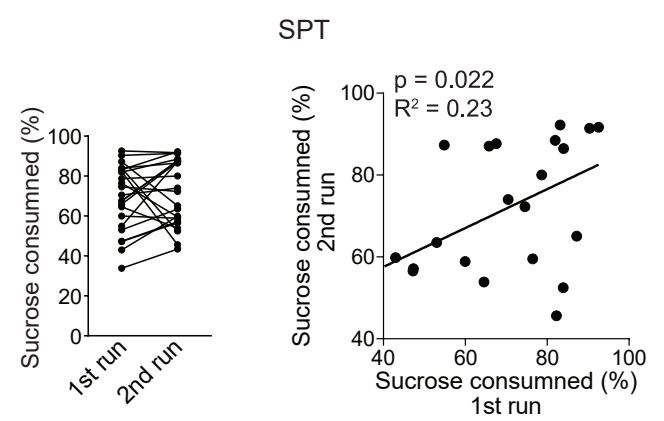 SPT
Sucrose consumned (%)
100
80
60
40
20
0
1st run
2nd run
p = 0.022
R² = 0.23
Sucrose consumned (%)
2nd run
100
80
60
40
40
60
80
100
Sucrose consumned (%)
1st run